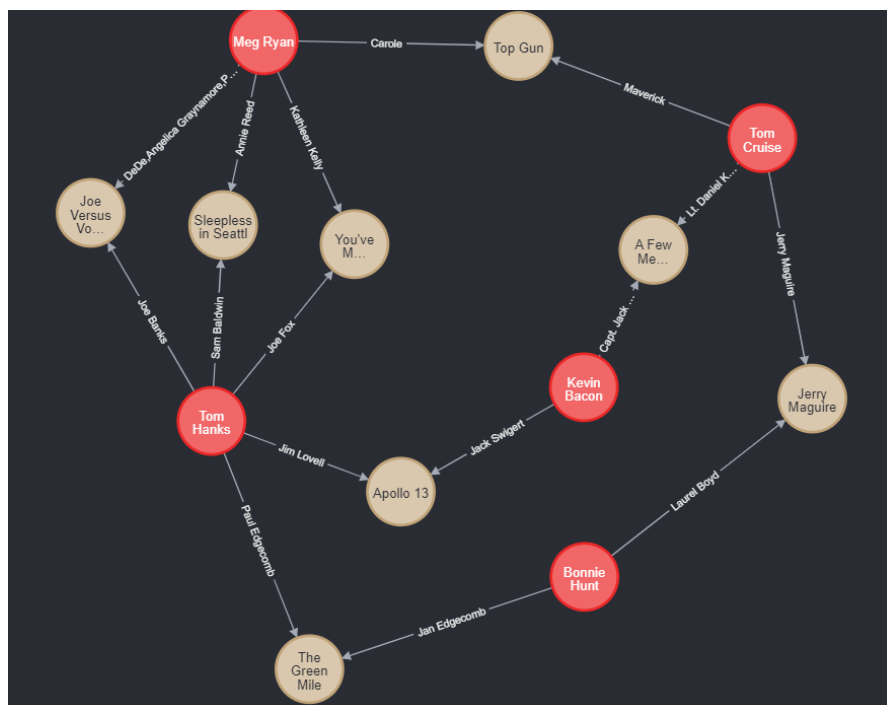 Meg Ryan
Carole
Top Gun
Maverick
Tom
Cruise
DeDe,Angelica Graynamore,P...
Annie Reed
Kathleen Kelly
Lt. Daniel K...
Joe
Versus
Vo...
Sleepless
in Seattl
You've
M...
A Few
Me...
Jerry Maguire
Joe Banks
Sam Baldwin
Joe Fox
Capt. Jack ...
Kevin
Bacon
Jerry
Maguire
Tom
Hanks
Jim Lovell
Jack Swigert
Apollo 13
Laurel Boyd
Paul Edgecomb
Bonnie
Hunt
Jan Edgecomb
The
Green
Mile